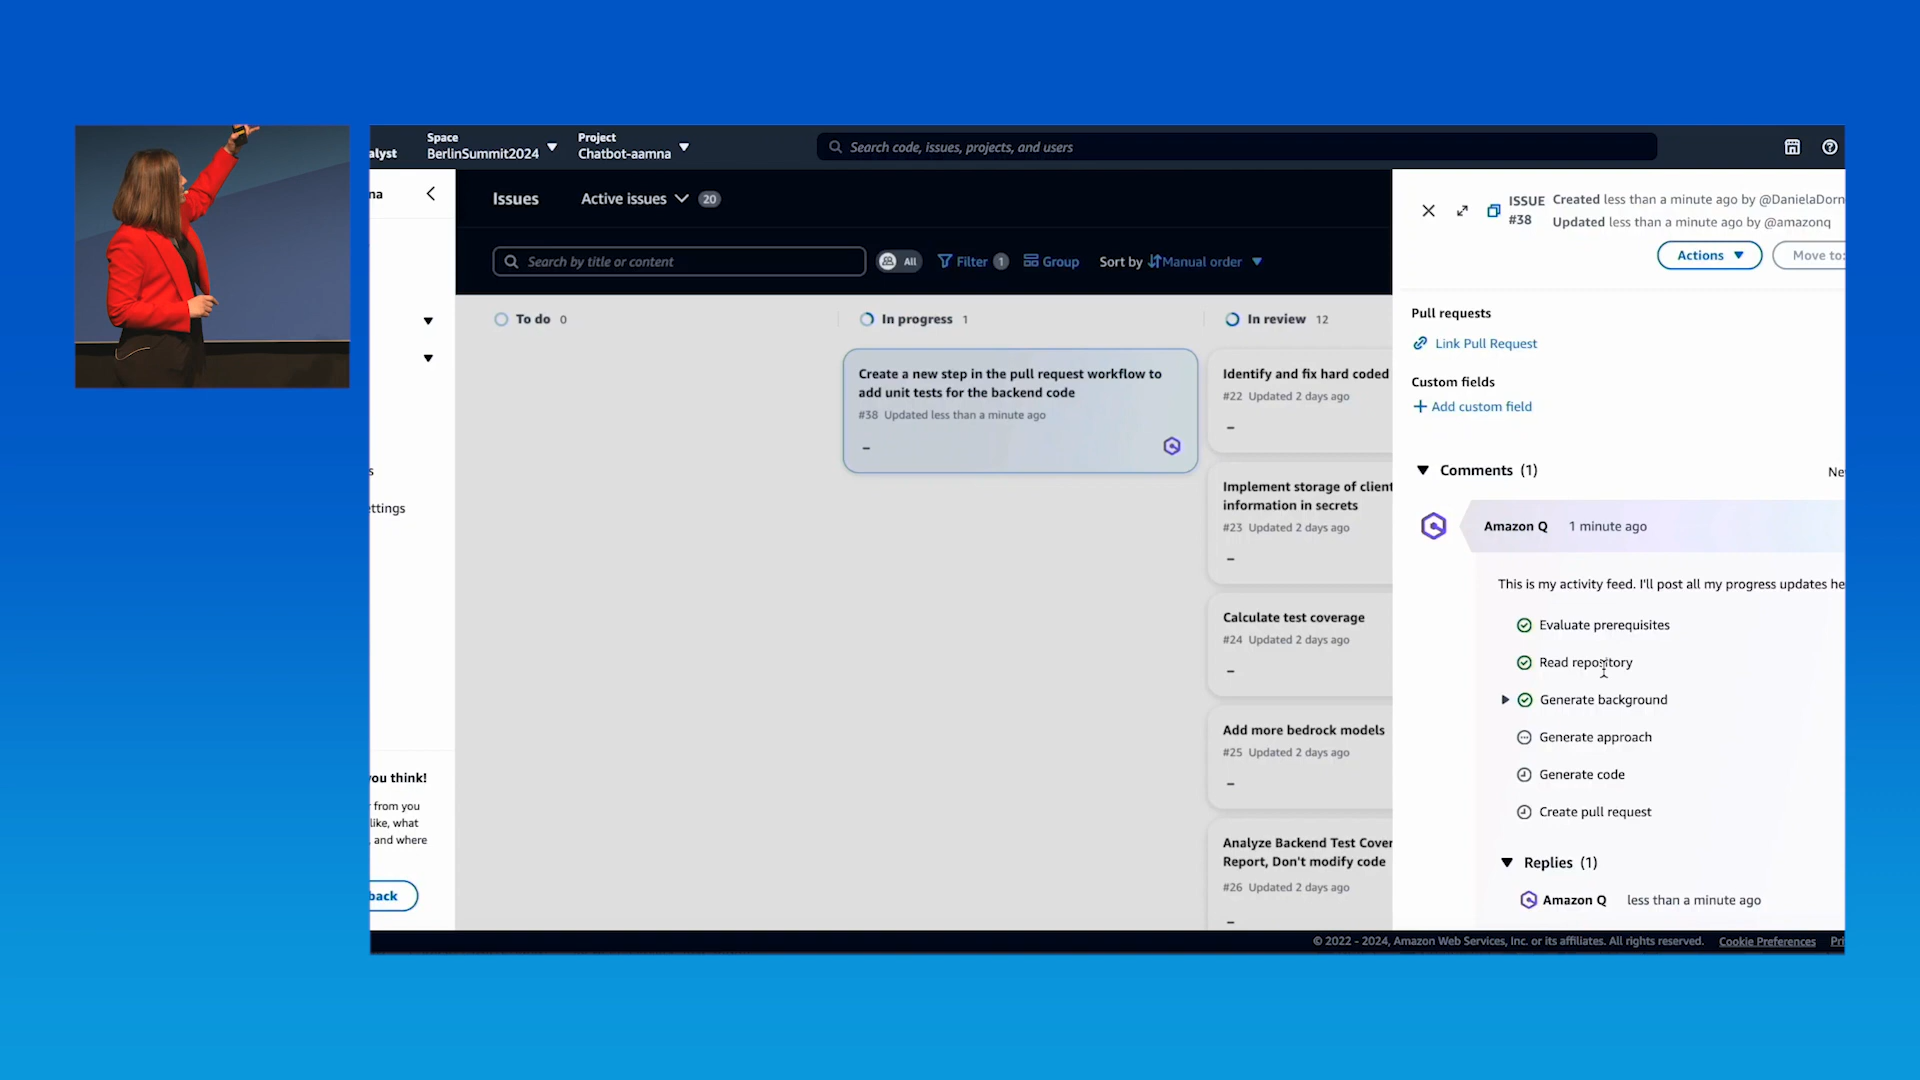 Space
BerlinSummit2024
Project
Chatbot-aamna
alyst
Search code, issues, projects, and users
na
ettings
you think!
from you
like, what
and where
back
Issues
Active issues
20
Search by title or content
All
Filter 1
Group
Sort by Manual order
To do 0
In progress 1
Create a new step in the pull request workflow to
add unit tests for the backend code
#38 Updated less than a minute ago
–
In review 12
Identify and fix hard coded
#22 Updated 2 days ago
–
Implement storage of client
information in secrets
#23 Updated 2 days ago
–
Calculate test coverage
#24 Updated 2 days ago
–
Add more bedrock models
#25 Updated 2 days ago
–
Analyze Backend Test Cover
Report, Don't modify code
#26 Updated 2 days ago
–
ISSUE
#38
Created less than a minute ago by @DanielaDorn
Updated less than a minute ago by @amazonq
Actions
Move to:
Pull requests
Link Pull Request
Custom fields
+ Add custom field
Comments (1)
Ne
Amazon Q 1 minute ago
This is my activity feed. I'll post all my progress updates he
Evaluate prerequisites
Read repository
Generate background
Generate approach
Generate code
Create pull request
Replies (1)
Amazon Q less than a minute ago
© 2022 - 2024, Amazon Web Services, Inc. or its affiliates. All rights reserved. Cookie Preferences Pri